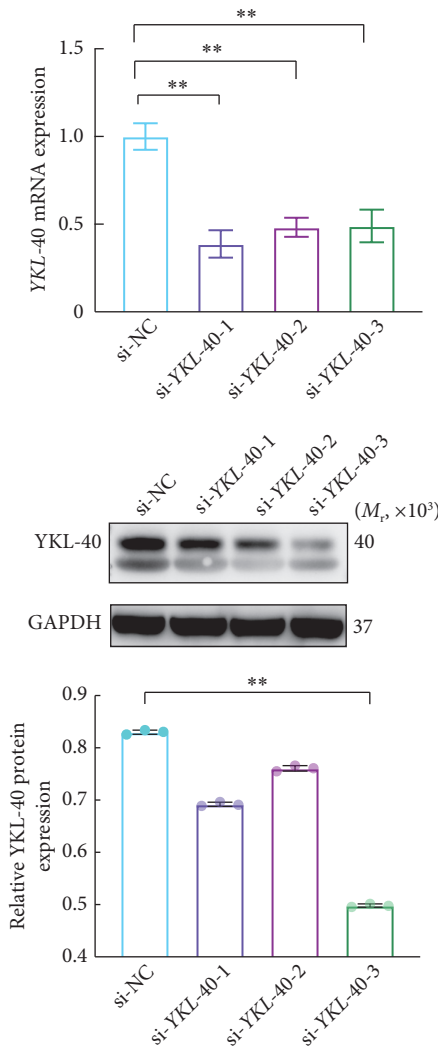 **
**
**
1.5
1.0
0.5
0
YKL-40 mRNA expression
si-NC
si-YKL-40-1
si-YKL-40-2
si-YKL-40-3
si-NC
si-YKL-40-1
si-YKL-40-2
si-YKL-40-3
(Mr, ×10³)
YKL-40
40
GAPDH
37
**
0.9
0.8
0.7
0.6
0.5
0.4
Relative YKL-40 protein
expression
si-NC
si-YKL-40-1
si-YKL-40-2
si-YKL-40-3